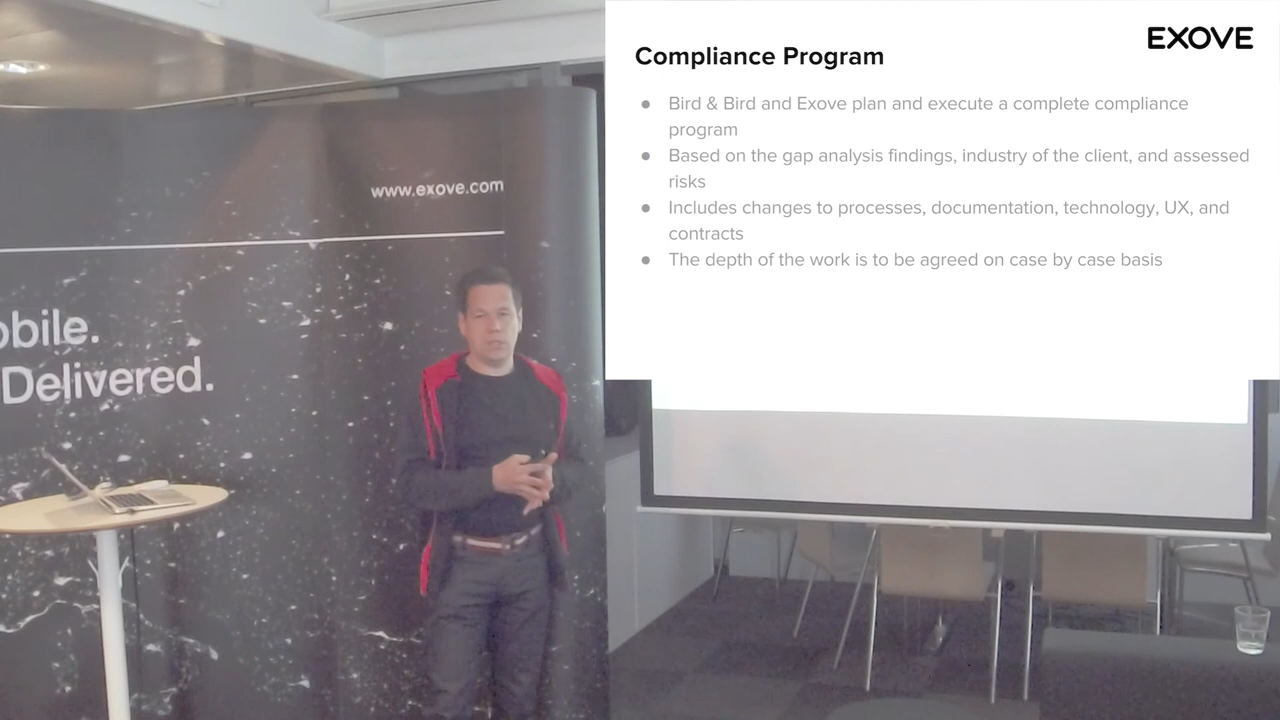 www.exove.com
obile.
Delivered.
EXOVE
Compliance Program
● Bird & Bird and Exove plan and execute a complete compliance
program
● Based on the gap analysis findings, industry of the client, and assessed
risks
● Includes changes to processes, documentation, technology, UX, and
contracts
● The depth of the work is to be agreed on case by case basis